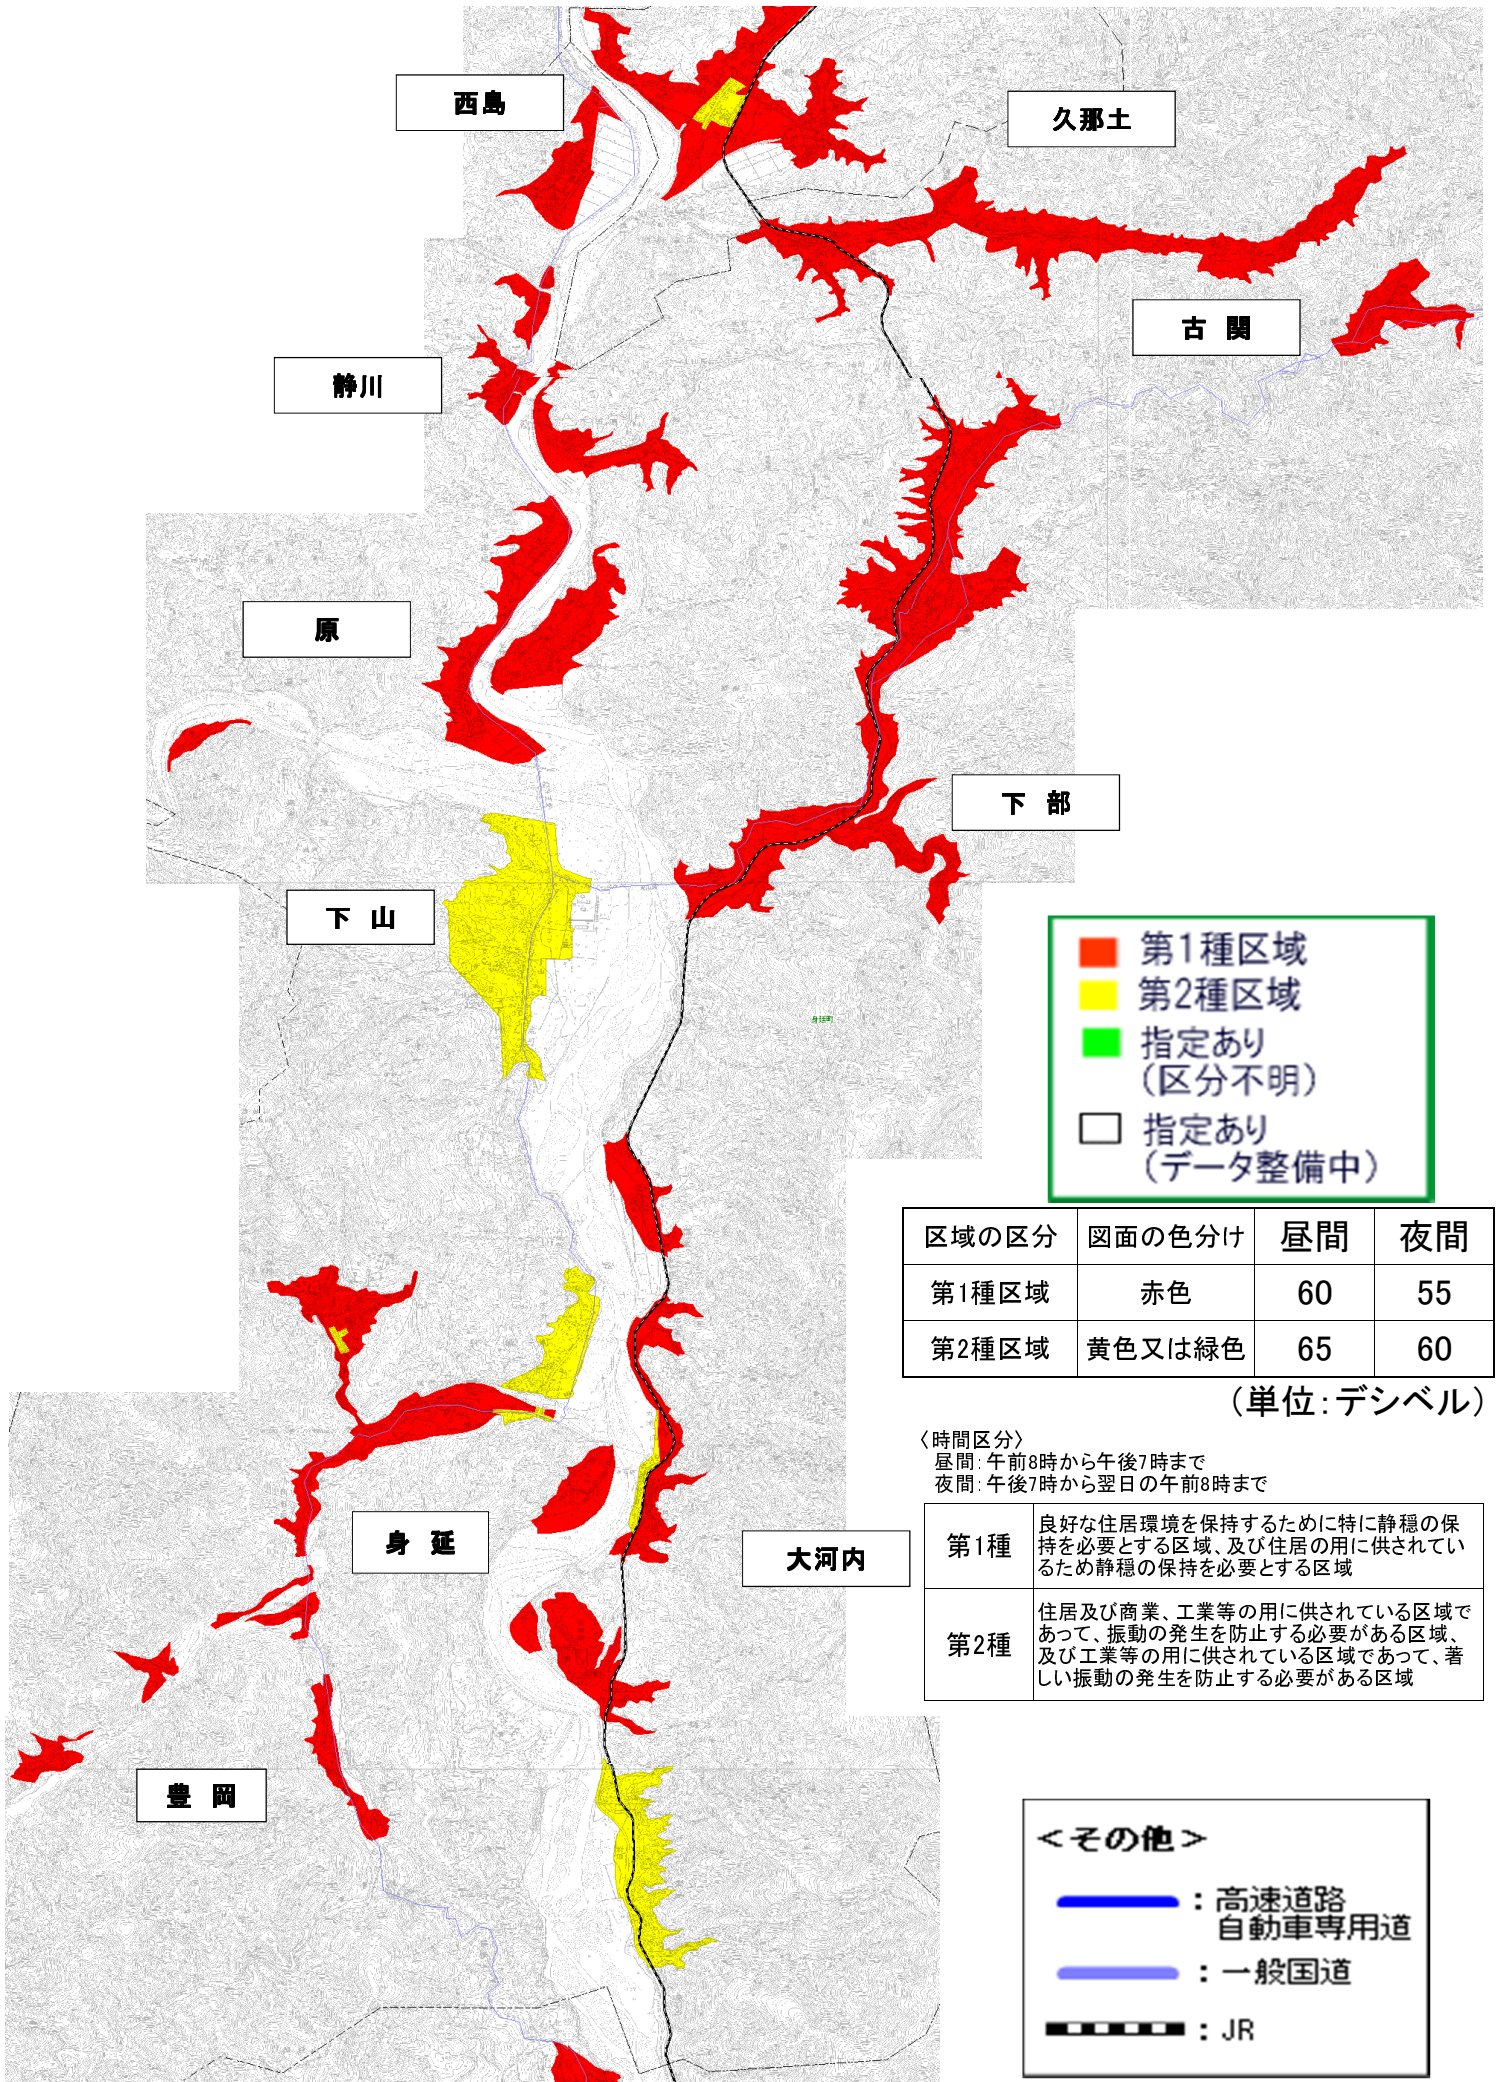 西島
久那土
古 関
静川
原
下 部
下 山
身延町
身 延
大河内
豊 岡
第1種区域
第2種区域
指定あり
（区分不明）
指定あり
（データ整備中）
区域の区分 図面の色分け 昼間 夜間
第1種区域 赤色 60 55
第2種区域 黄色又は緑色 65 60
（単位：デシベル）
〈時間区分〉
昼間：午前8時から午後7時まで
夜間：午後7時から翌日の午前8時まで
第1種
良好な住居環境を保持するために特に静穏の保
持を必要とする区域、及び住居の用に供されてい
るため静穏の保持を必要とする区域
第2種
住居及び商業、工業等の用に供されている区域で
あって、振動の発生を防止する必要がある区域、
及び工業等の用に供されている区域であって、著
しい振動の発生を防止する必要がある区域
＜その他＞
：高速道路
自動車専用道
：一般国道
：JR